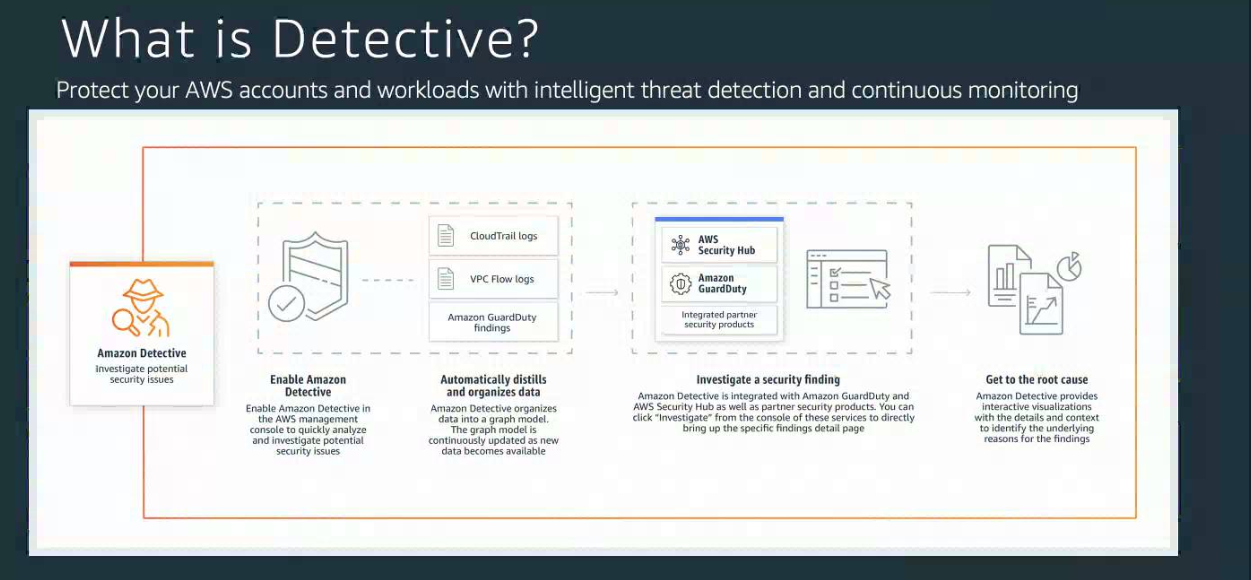 What is Detective?
Protect your AWS accounts and workloads with intelligent threat detection and continuous monitoring
Amazon Detective
Investigate potential
security issues
Enable Amazon
Detective
Enable Amazon Detective in
the AWS management
console to quickly analyze
and investigate potential
security issues
CloudTrail logs
VPC Flow logs
Amazon GuardDuty
findings
Automatically distills
and organizes data
Amazon Detective organizes
data into a graph model.
The graph model is
continuously updated as new
data becomes available
AWS
Security Hub
Amazon
GuardDuty
Integrated partner
security products
Investigate a security finding
Amazon Detective is integrated with Amazon GuardDuty and
AWS Security Hub as well as partner security products. You can
click "Investigate" from the console of these services to directly
bring up the specific findings detail page
Get to the root cause
Amazon Detective provides
interactive visualizations
with the details and context
to identify the underlying
reasons for the findings